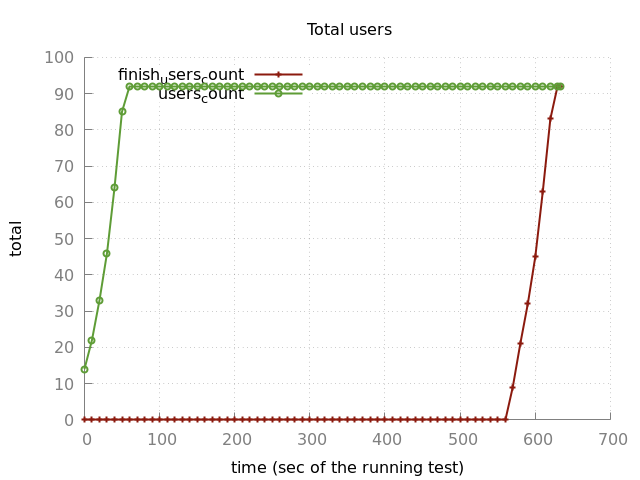 Total users
100
90
80
70
60
50
40
30
20
10
0
total
finish_users_count
users_count
0 100 200 300 400 500 600 700
time (sec of the running test)